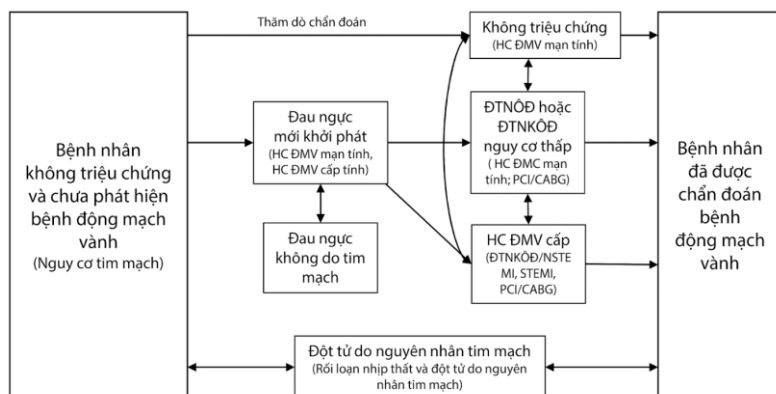 Thăm dò chẩn đoán
Không triệu chứng
(HC ĐMV mạn tính)
Bệnh nhân
không triệu chứng
và chưa phát hiện
bệnh động mạch
vành
(Nguy cơ tim mạch)
Đau ngực
mới khởi phát
(HC ĐMV mạn tính,
HC ĐMV cấp tính)
ĐTNÔĐ hoặc
ĐTNKÔĐ
nguy cơ thấp
( HC ĐMC mạn
tính; PCI/CABG)
Bệnh nhân
đã được
chẩn đoán
bệnh
động mạch
vành
Đau ngực
không do tim
mạch
HC ĐMV cấp
(ĐTNKÔĐ/NSTE
MI, STEMI,
PCI/CABG)
Đột tử do nguyên nhân tim mạch
(Rối loạn nhịp thất và đột tử do nguyên
nhân tim mạch)